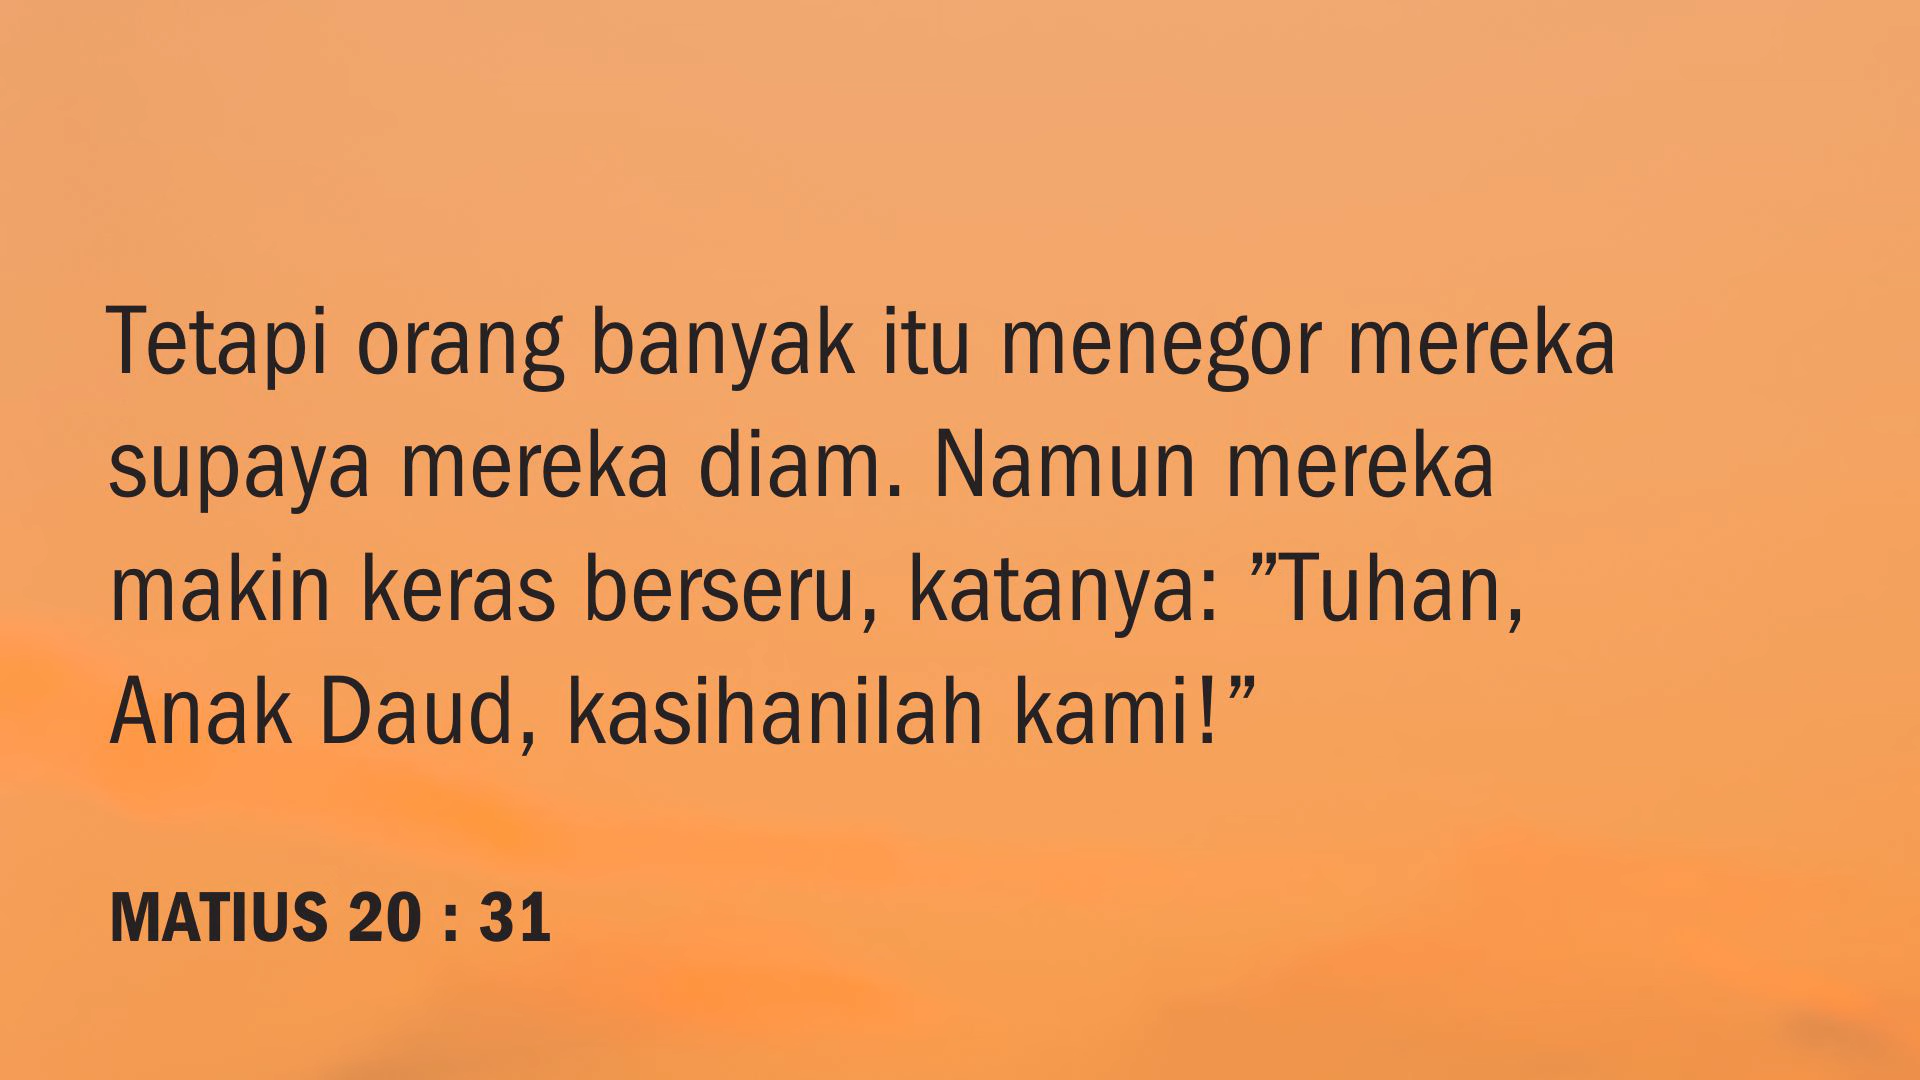 Tetapi orang banyak itu menegor mereka
supaya mereka diam. Namun mereka
makin keras berseru, katanya: ”Tuhan,
Anak Daud, kasihanilah kami!”
MATIUS 20 : 31